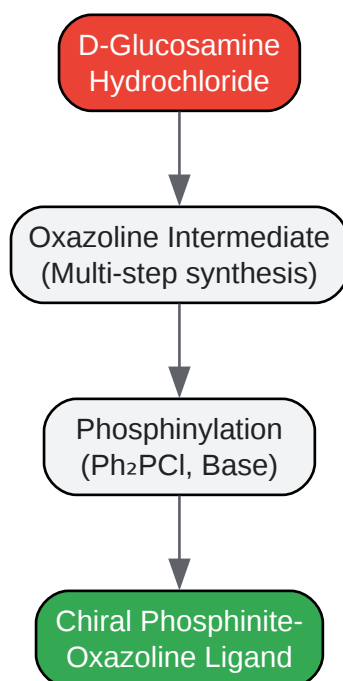 D-Glucosamine
Hydrochloride
Oxazoline Intermediate
(Multi-step synthesis)
Phosphinylation
(Ph₂PCl, Base)
Chiral Phosphinite-
Oxazoline Ligand